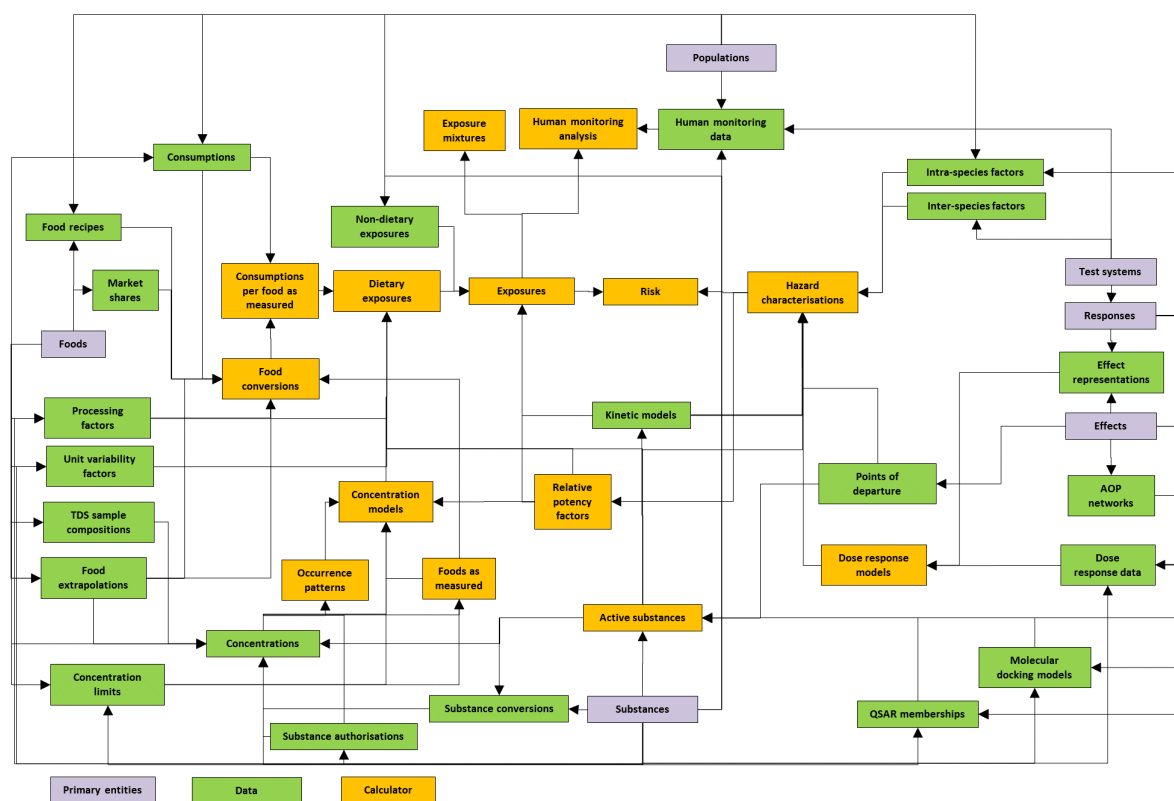 Populations
Exposure
mixtures
Human monitoring
analysis
Human monitoring
data
Consumptions
Intra-species factors
Inter-species factors
Food recipes
Non-dietary
exposures
Market
shares
Consumptions
per food as
measured
Dietary
exposures
Exposures
Risk
Hazard
characterisations
Test systems
Responses
Foods
Food
conversions
Effect
representations
Processing
factors
Kinetic models
Effects
Unit variability
factors
Concentration
models
Relative
potency
factors
Points of
departure
AOP
networks
TDS sample
compositions
Food
extrapolations
Occurrence
patterns
Foods as
measured
Dose response
models
Dose
response data
Concentrations
Active substances
Molecular
docking models
Concentration
limits
Substance conversions
Substances
QSAR memberships
Substance authorisations
Primary entities
Data
Calculator